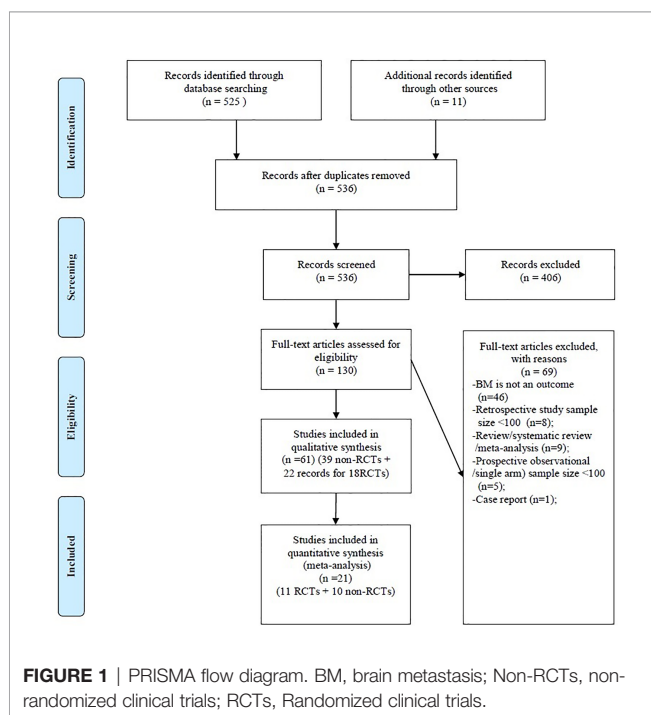 Identification
Records identified through
database searching
(n = 525 )
Additional records identified
through other sources
(n = 11)
Records after duplicates removed
(n = 536)
Screening
Records screened
(n = 536)
Records excluded
(n = 406)
Eligibility
Full-text articles assessed for
eligibility
(n = 130)
Full-text articles excluded,
with reasons
(n = 69)
-BM is not an outcome
(n=46)
-Retrospective study sample
size <100 (n=8);
-Review/systematic review
/meta-analysis (n=9);
-Prospective observational
/single arm) sample size <100
(n=5);
-Case report (n=1);
Studies included in
qualitative synthesis
(n =61) (39 non-RCTs +
22 records for 18RCTs)
Included
Studies included in
quantitative synthesis
(meta-analysis)
(n =21)
(11 RCTs + 10 non-RCTs)
FIGURE 1 | PRISMA flow diagram. BM, brain metastasis; Non-RCTs, non-
randomized clinical trials; RCTs, Randomized clinical trials.